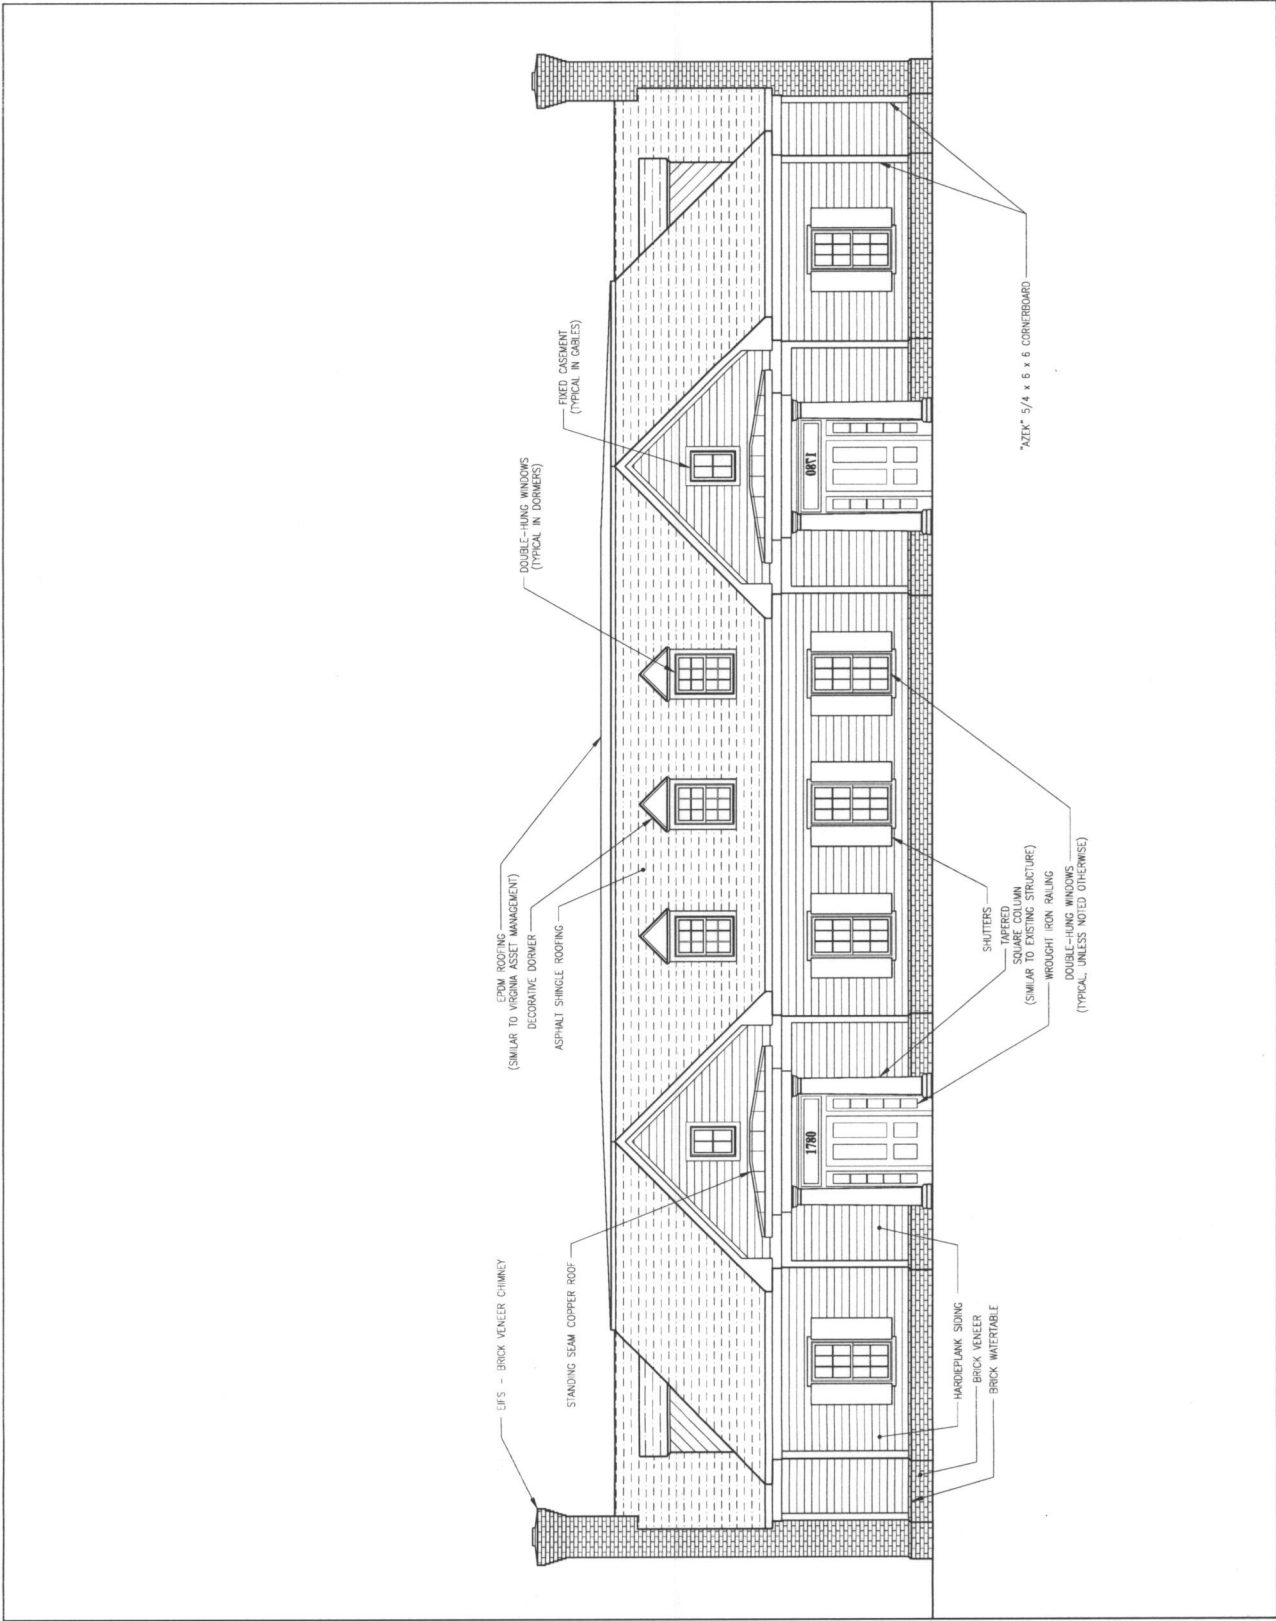 EPDM ROOFING
(SIMILAR TO VIRGINIA ASSET MANAGEMENT)
DECORATIVE DORMER
ASPHALT SHINGLE ROOFING
DOUBLE-HUNG WINDOWS
(TYPICAL IN DORMERS)
FIXED CASEMENT
(TYPICAL IN GABLES)
EIFS - BRICK VENEER CHIMNEY
STANDING SEAM COPPER ROOF
1780
1780
HARDIEPLANK SIDING
BRICK VENEER
BRICK WATERTABLE
SHUTTERS
TAPERED
SQUARE COLUMN
(SIMILAR TO EXISTING STRUCTURE)
WROUGHT IRON RAILING
DOUBLE-HUNG WINDOWS
(TYPICAL, UNLESS NOTED OTHERWISE)
"AZEK" 5/4 x 6 x 6 CORNERBOARD